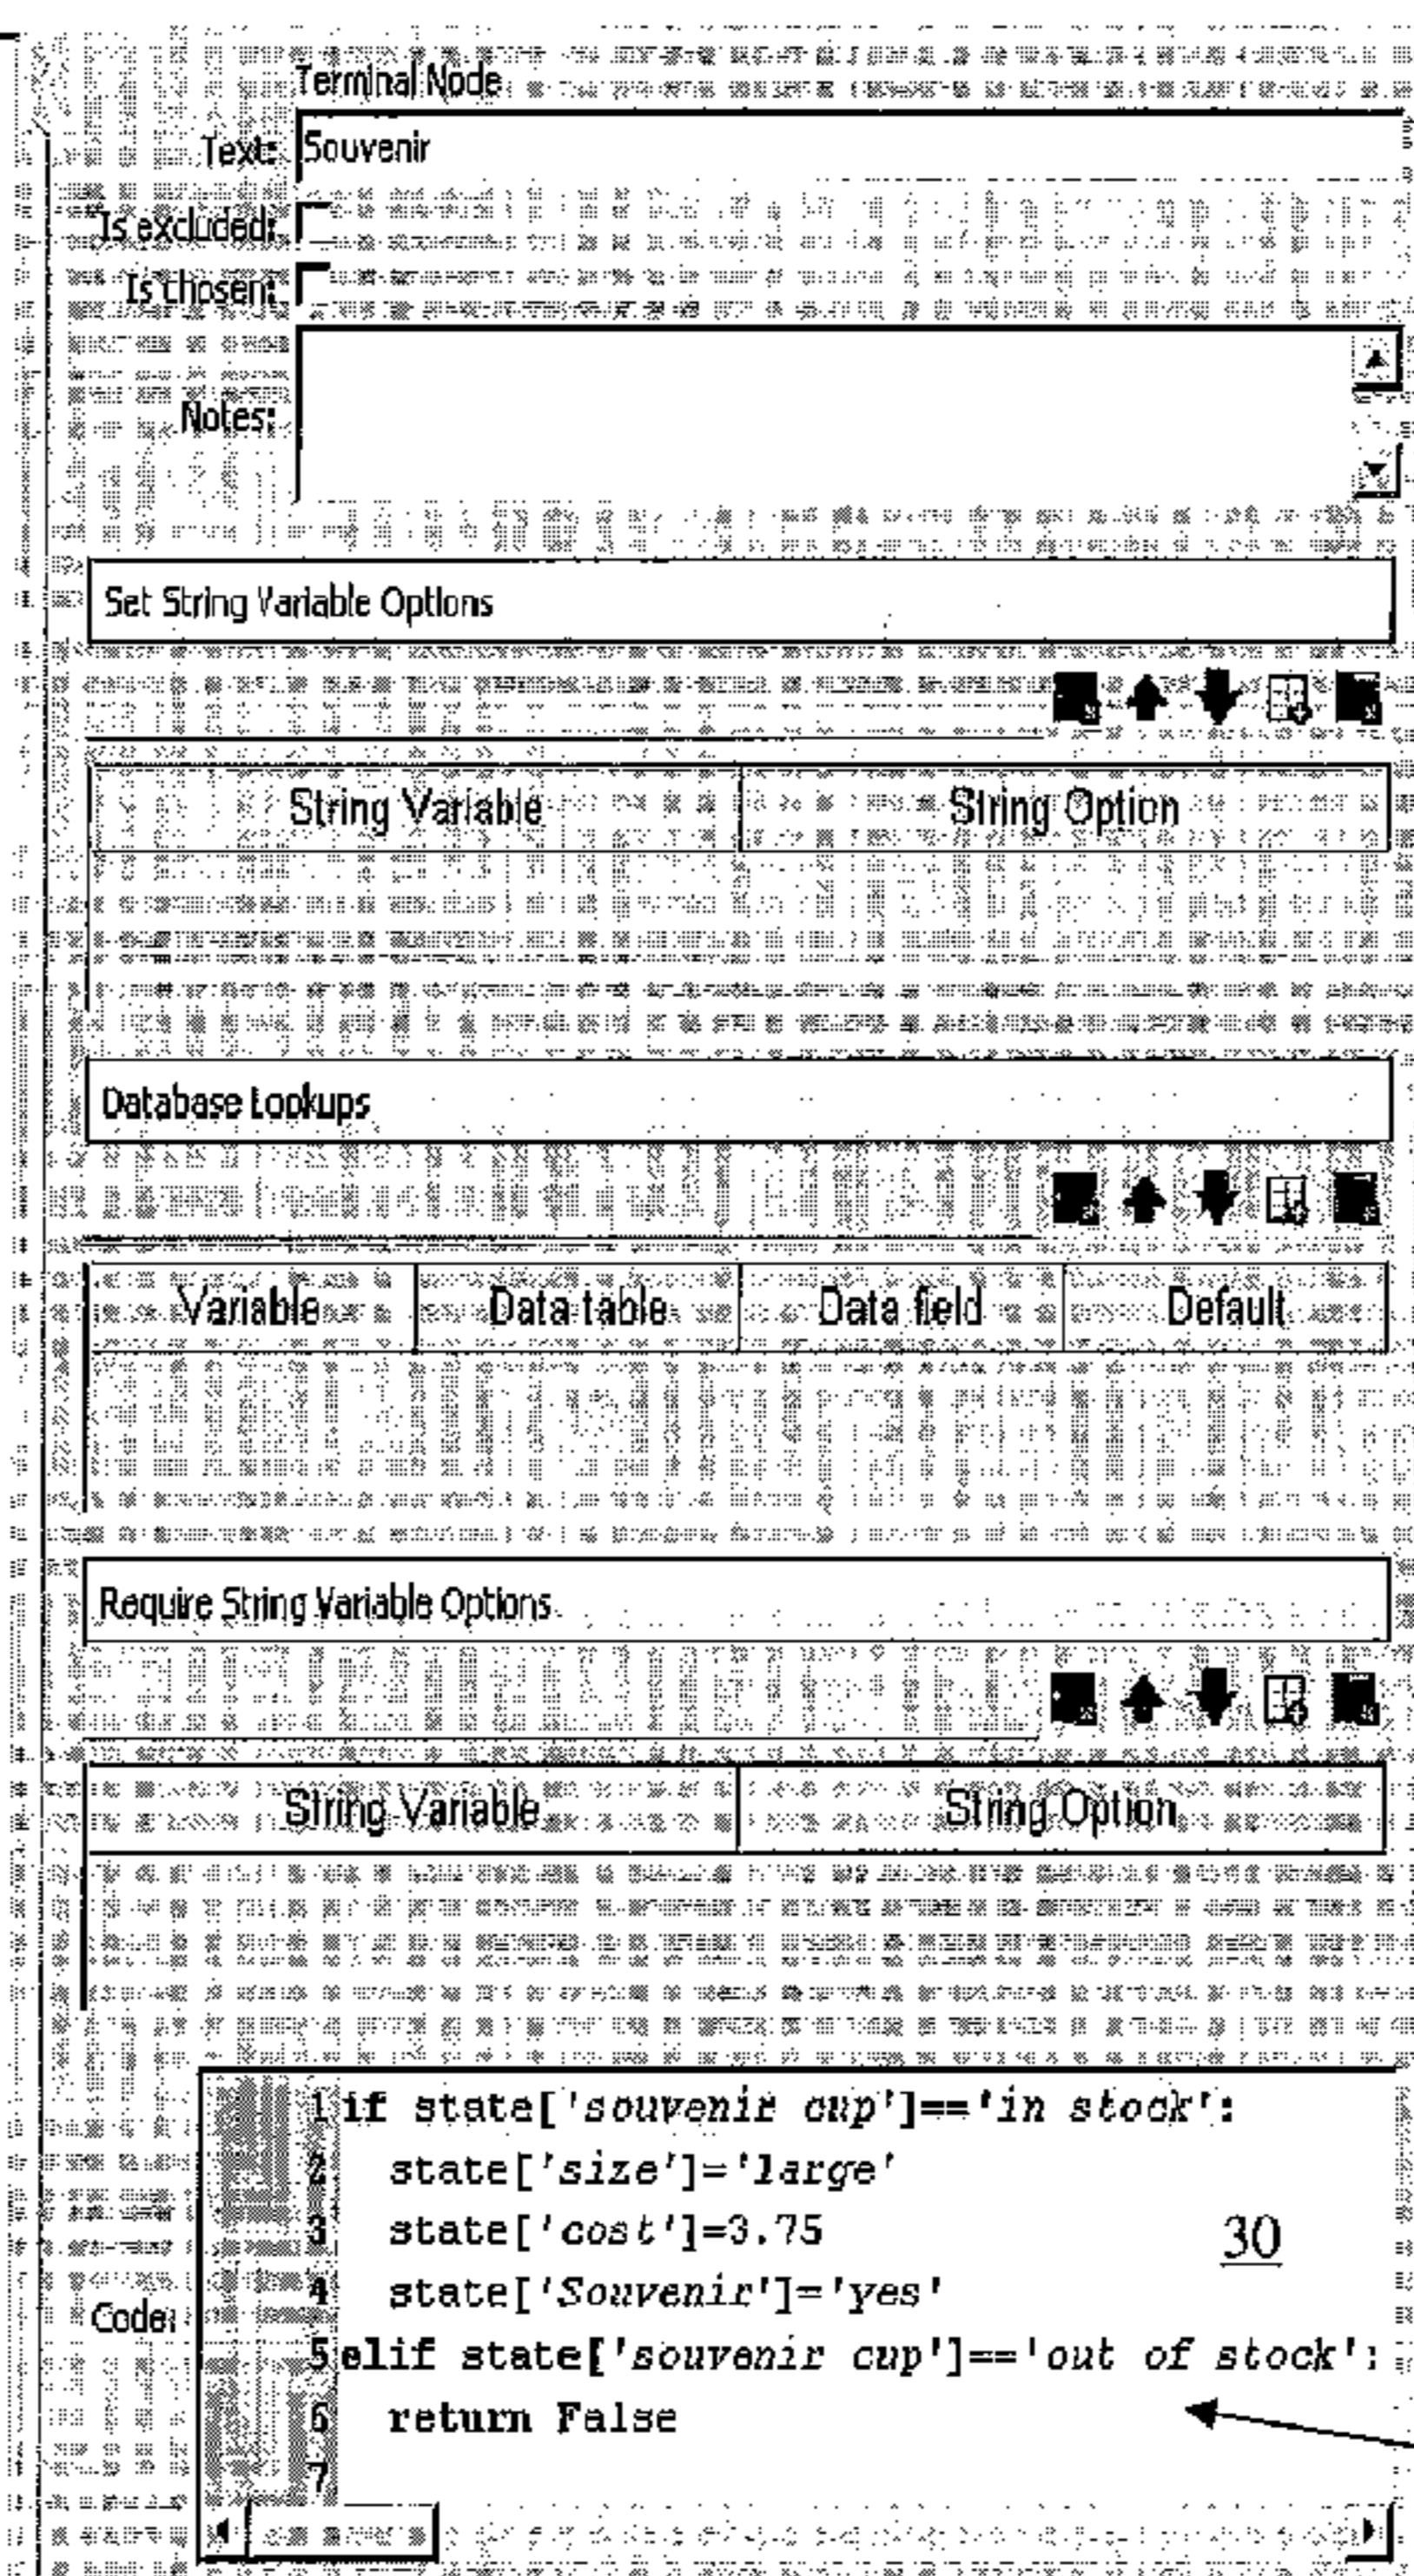 Terminal Node
Text: Souvenir
Is excluded:
Is chosen:
Notes:
Set String Variable Options
String Variable String Option
Database Lookups
Variable Data table Data field Default
Require String Variable Options
String Variable String Option
Code:
1 if state['souvenir cup']=='in stock':
2 state['size']='large'
3 state['cost']=3.75
4 state['Souvenir']='yes'
5 elif state['souvenir cup']=='out of stock':
6 return False
7
30